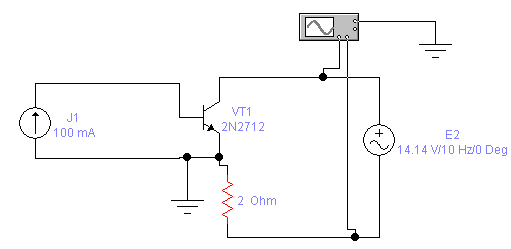 J1
100 mA
VT1
2N2712
E2
14.14 V/10 Hz/0 Deg
2 Ohm